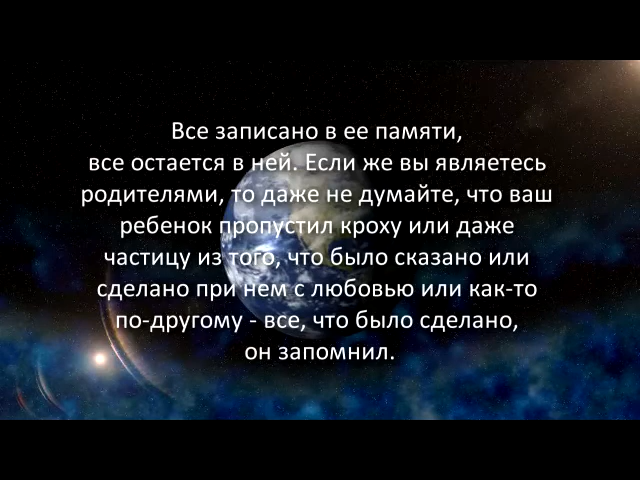 Все записано в ее памяти,
все остается в ней. Если же вы являетесь
родителями, то даже не думайте, что ваш
ребенок пропустил кроху или даже
частицу из того, что было сказано или
сделано при нем с любовью или как-то
по-другому - все, что было сделано,
он запомнил.